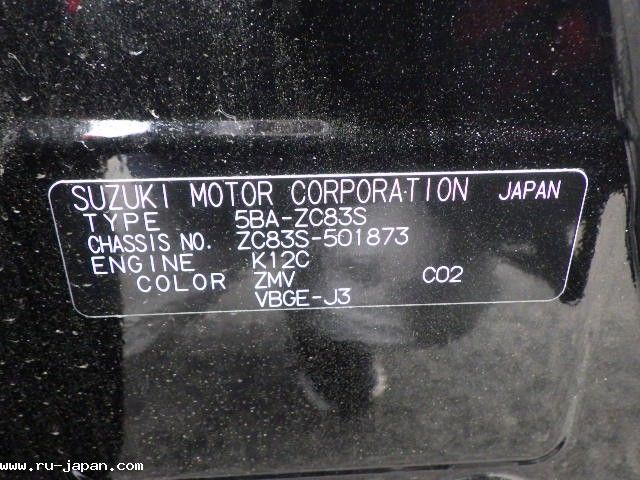 SUZUKI MOTOR CORPORATION JAPAN
TYPE 5BA-ZC83S
CHASSIS NO. ZC83S-501873
ENGINE K12C
COLOR ZMV C02
VBGE-J3
www.ru-japan.com